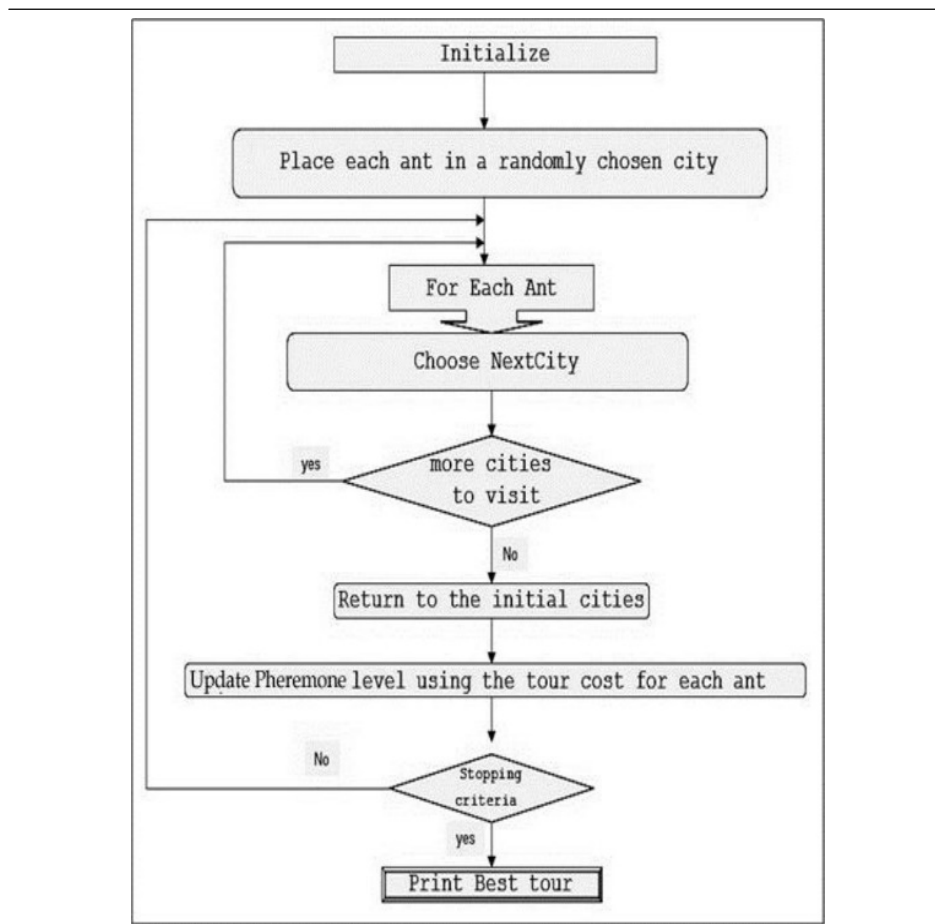 Initialize
Place each ant in a randomly chosen city
For Each Ant
Choose NextCity
yes
more cities
to visit
No
Return to the initial cities
Update Pheremone level using the tour cost for each ant
No
Stopping
criteria
yes
Print Best tour